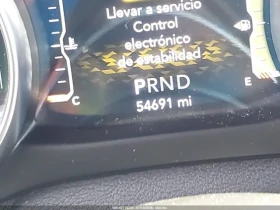 Llevar a servicio
Control
electrónico
de estabilidad
PRND
54691 mi
C
E